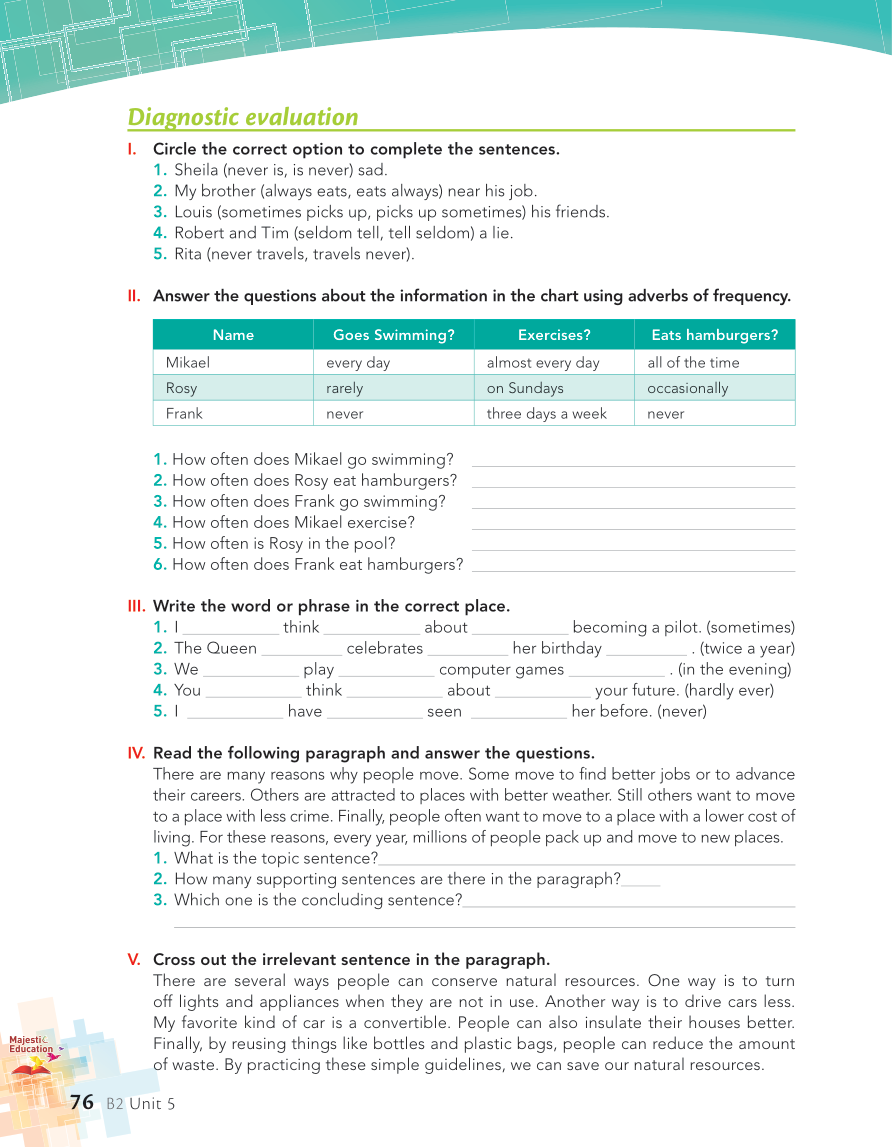 Diagnostic evaluation
I. Circle the correct option to complete the sentences.
1. Sheila (never is, is never) sad.
2. My brother (always eats, eats always) near his job.
3. Louis (sometimes picks up, picks up sometimes) his friends.
4. Robert and Tim (seldom tell, tell seldom) a lie.
5. Rita (never travels, travels never).
II. Answer the questions about the information in the chart using adverbs of frequency.
Name Goes Swimming? Exercises? Eats hamburgers?
Mikael every day almost every day all of the time
Rosy rarely on Sundays occasionally
Frank never three days a week never
1. How often does Mikael go swimming? ____________
2. How often does Rosy eat hamburgers? ____________
3. How often does Frank go swimming? ____________
4. How often does Mikael exercise? ____________
5. How often is Rosy in the pool? ____________
6. How often does Frank eat hamburgers? ____________
III. Write the word or phrase in the correct place.
1. I ____________ think ____________ about ____________ becoming a pilot. (sometimes)
2. The Queen __________ celebrates __________ her birthday __________ . (twice a year)
3. We ____________ play ____________ computer games ____________ . (in the evening)
4. You ____________ think ____________ about ____________ your future. (hardly ever)
5. I ____________ have ____________ seen ____________ her before. (never)
IV. Read the following paragraph and answer the questions.
There are many reasons why people move. Some move to find better jobs or to advance
their careers. Others are attracted to places with better weather. Still others want to move
to a place with less crime. Finally, people often want to move to a place with a lower cost of
living. For these reasons, every year, millions of people pack up and move to new places.
1. What is the topic sentence?____________
2. How many supporting sentences are there in the paragraph?_____
3. Which one is the concluding sentence?____________
V. Cross out the irrelevant sentence in the paragraph.
There are several ways people can conserve natural resources. One way is to turn
off lights and appliances when they are not in use. Another way is to drive cars less.
My favorite kind of car is a convertible. People can also insulate their houses better.
Finally, by reusing things like bottles and plastic bags, people can reduce the amount
of waste. By practicing these simple guidelines, we can save our natural resources.
Majestic
Education
76 B2 Unit 5